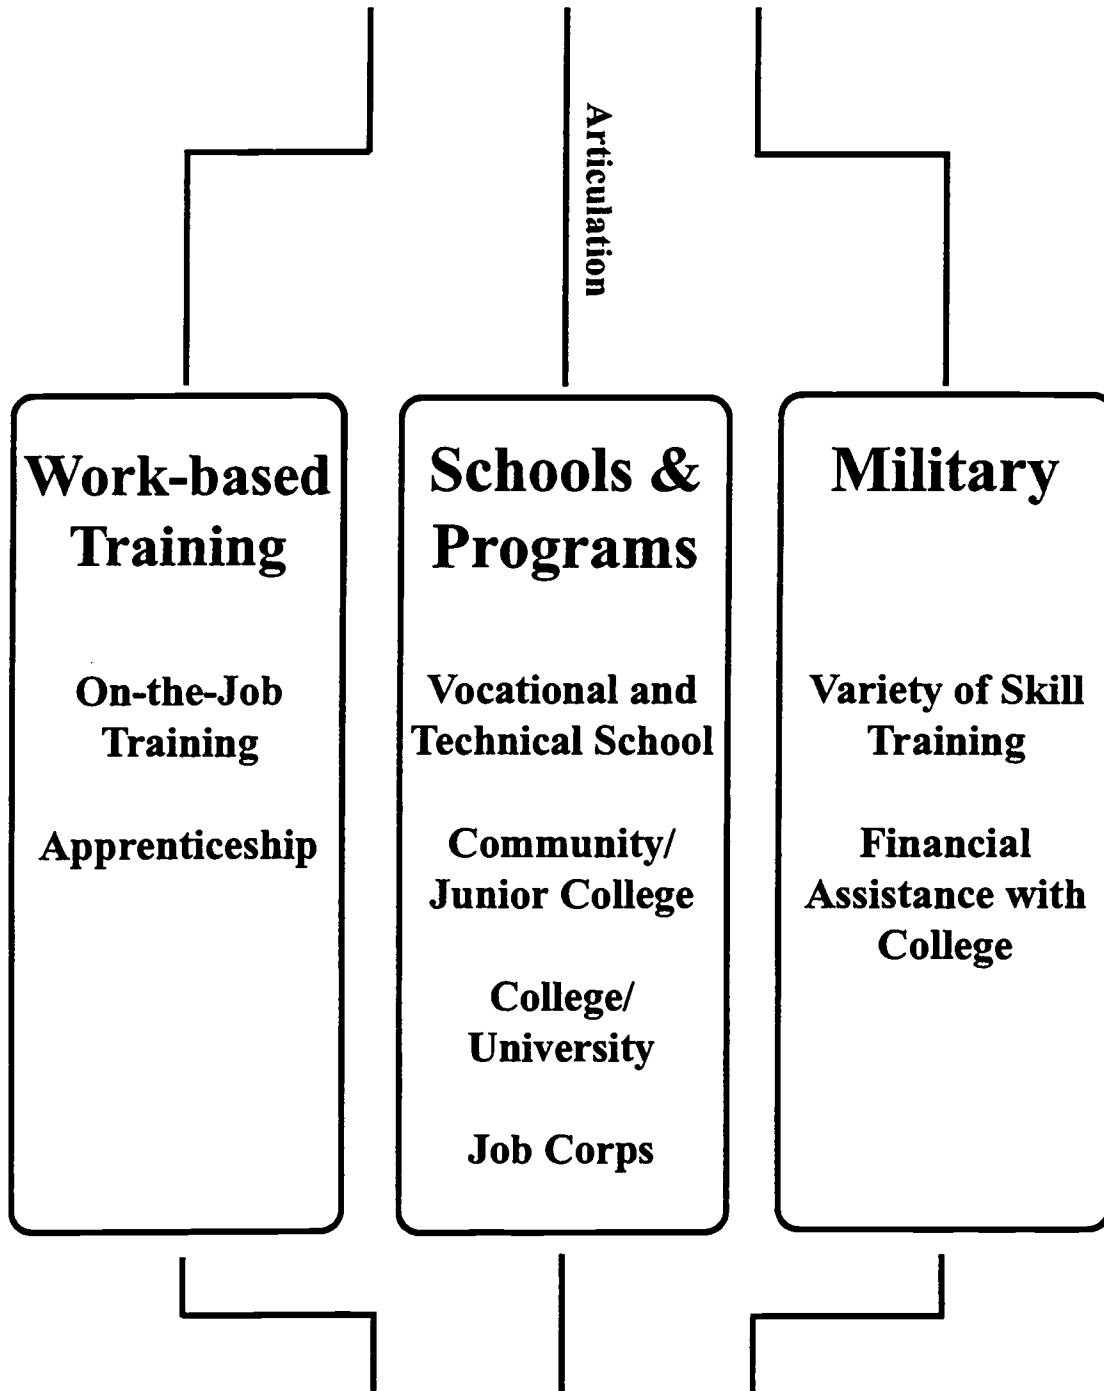 Articulation
Work-based
Training
On-the-Job
Training
Apprenticeship
Schools &
Programs
Vocational and
Technical School
Community/
Junior College
College/
University
Job Corps
Military
Variety of Skill
Training
Financial
Assistance with
College